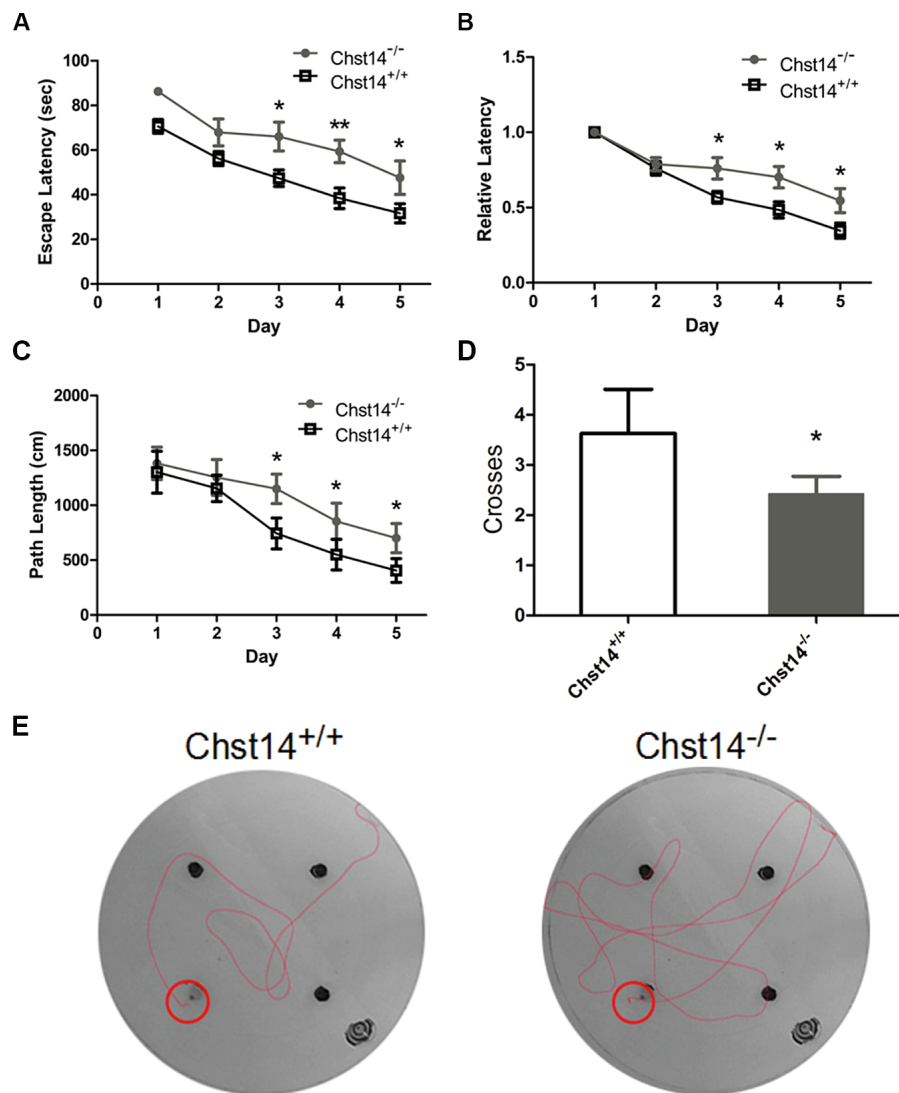 A
Chst14-/-
Chst14+/+
Escape Latency (sec)
100
80
60
40
20
0
*
**
*
0 1 2 3 4 5
Day
B
Chst14-/-
Chst14+/+
Relative Latency
1.5
1.0
0.5
0.0
*
*
*
0 1 2 3 4 5
Day
C
Chst14-/-
Chst14+/+
Path Length (cm)
2000
1500
1000
500
0
*
*
*
0 1 2 3 4 5
Day
D
Crosses
5
4
3
2
1
0
*
Chst14+/+
Chst14-/-
E
Chst14+/+
Chst14-/-